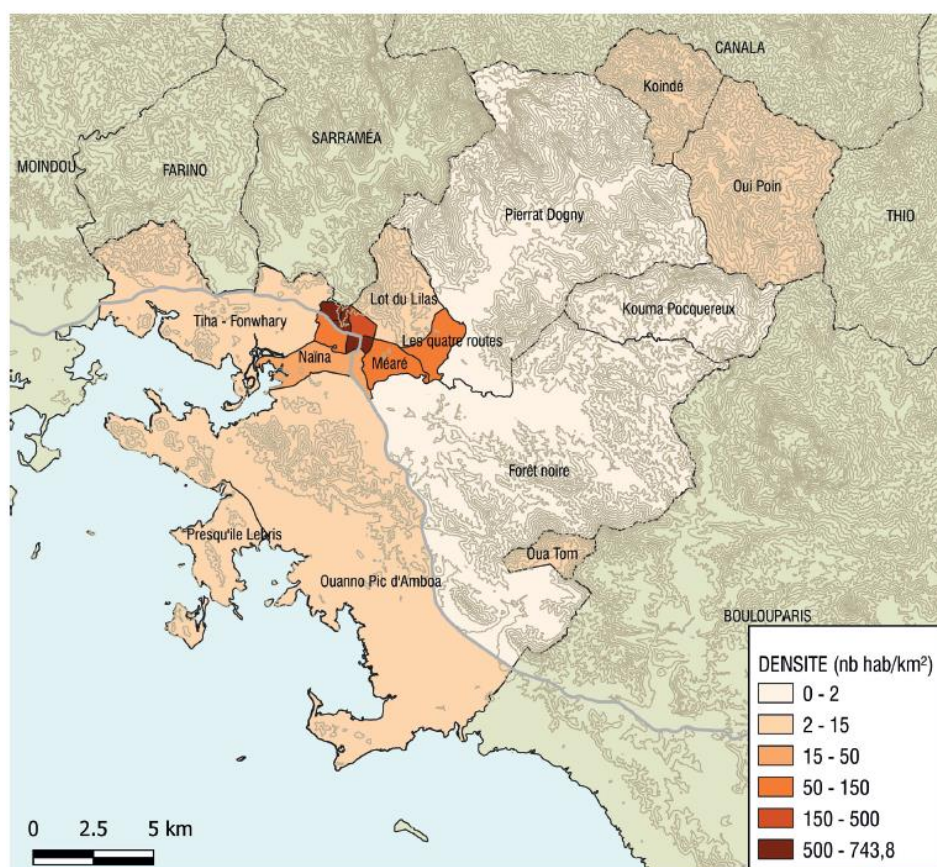 CANALA
Koindé
SARRAMÉA
MOINDOU
FARINO
Oui Poin
THIO
Pierrat Dogny
Lot du Lilas
Kouma Pocquereux
Tiha - Fonwhary
Les quatre routes
Naïna
Méaré
Forêt noire
Presqu'ile Lebris
Oua Tom
Ouanno Pic d'Amboa
BOULOUPARIS
DENSITE (nb hab/km²)
0 - 2
2 - 15
15 - 50
50 - 150
150 - 500
500 - 743,8
0 2.5 5 km